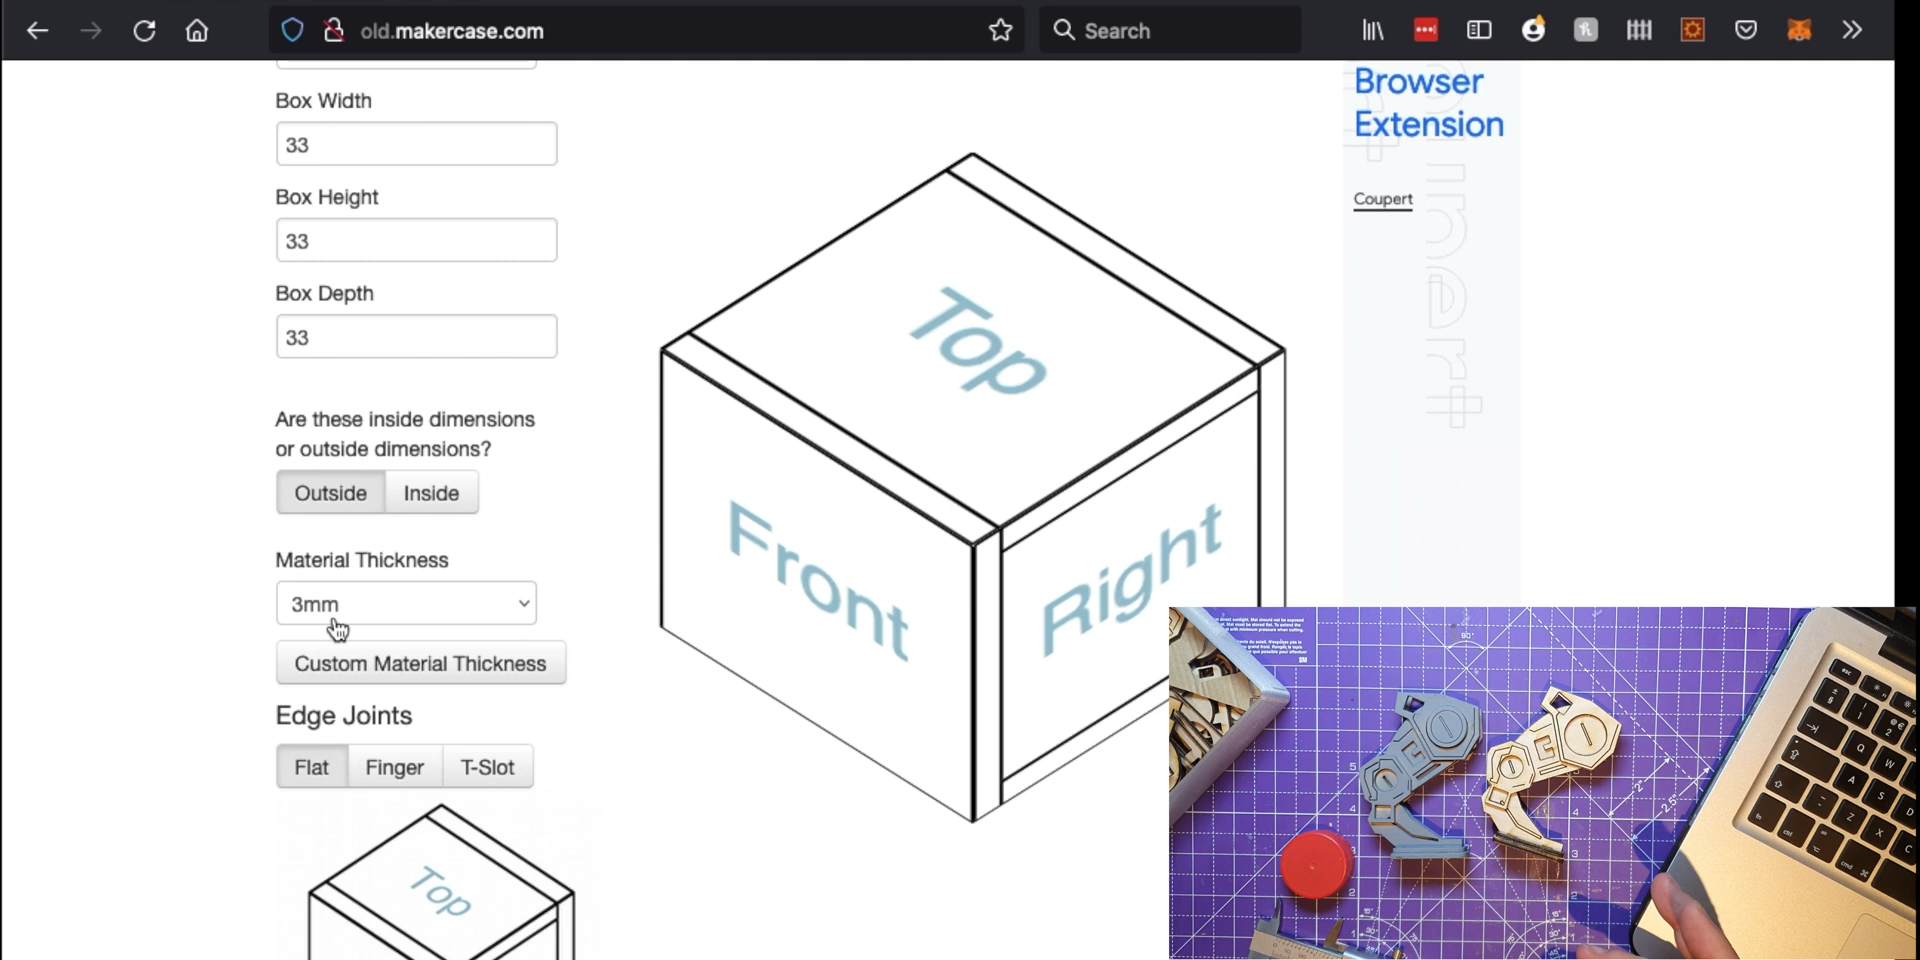 old.makercase.com
Search
Box Width
33
Box Height
33
Box Depth
33
Are these inside dimensions
or outside dimensions?
Outside
Inside
Material Thickness
3mm
Custom Material Thickness
Edge Joints
Flat
Finger
T-Slot
Top
Top
Front
Right
Browser
Extension
Coupert